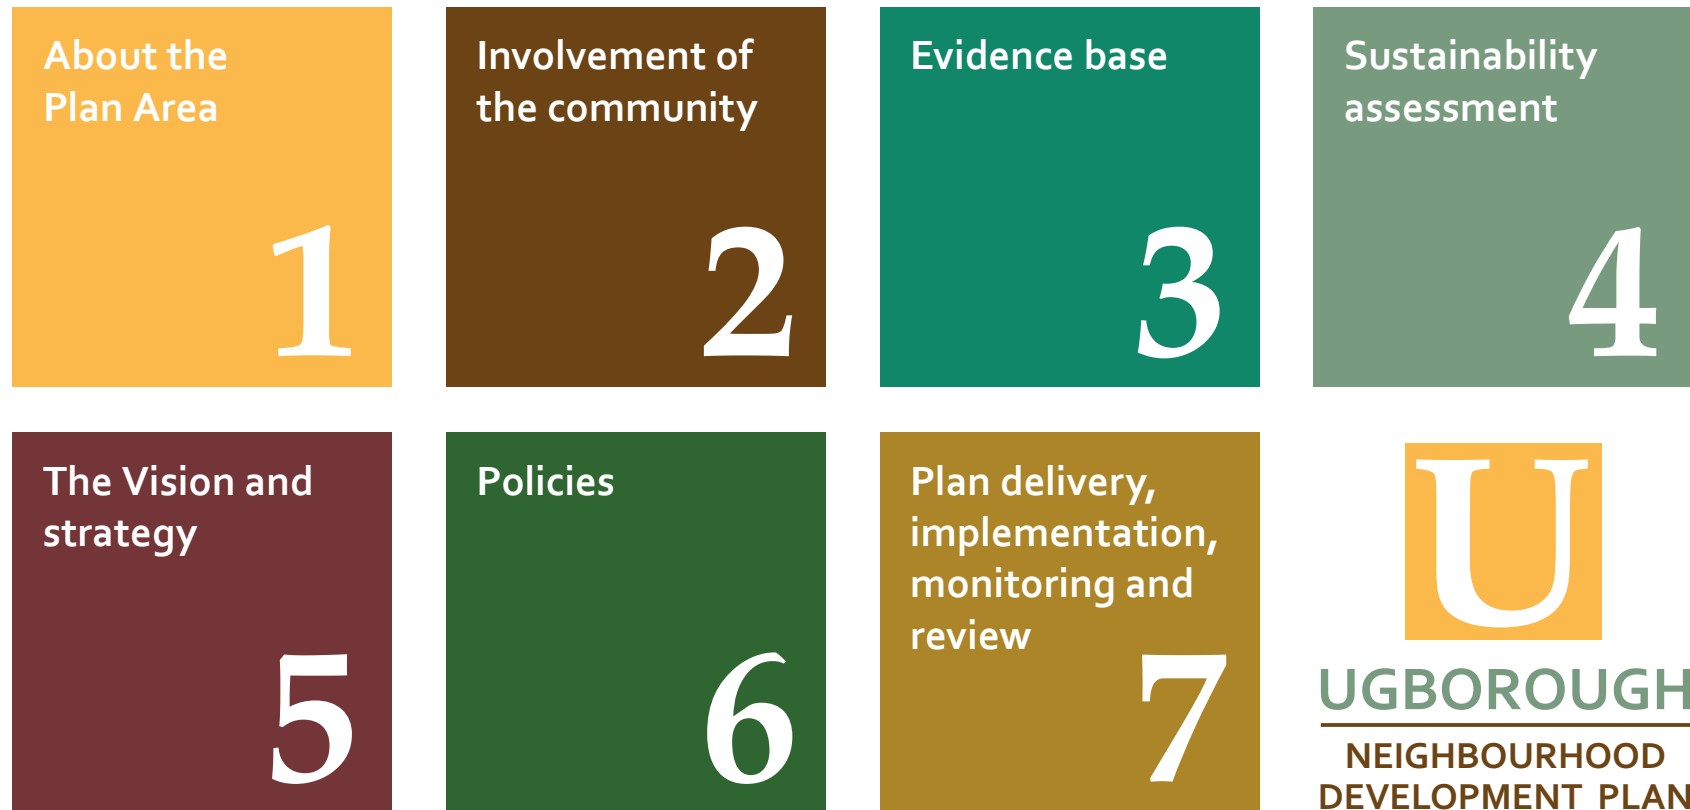 About the
Plan Area
1
Involvement of
the community
2
Evidence base
3
Sustainability
assessment
4
The Vision and
strategy
5
Policies
6
Plan delivery,
implementation,
monitoring and
review
7
U
UGBOROUGH
NEIGHBOURHOOD
DEVELOPMENT PLAN